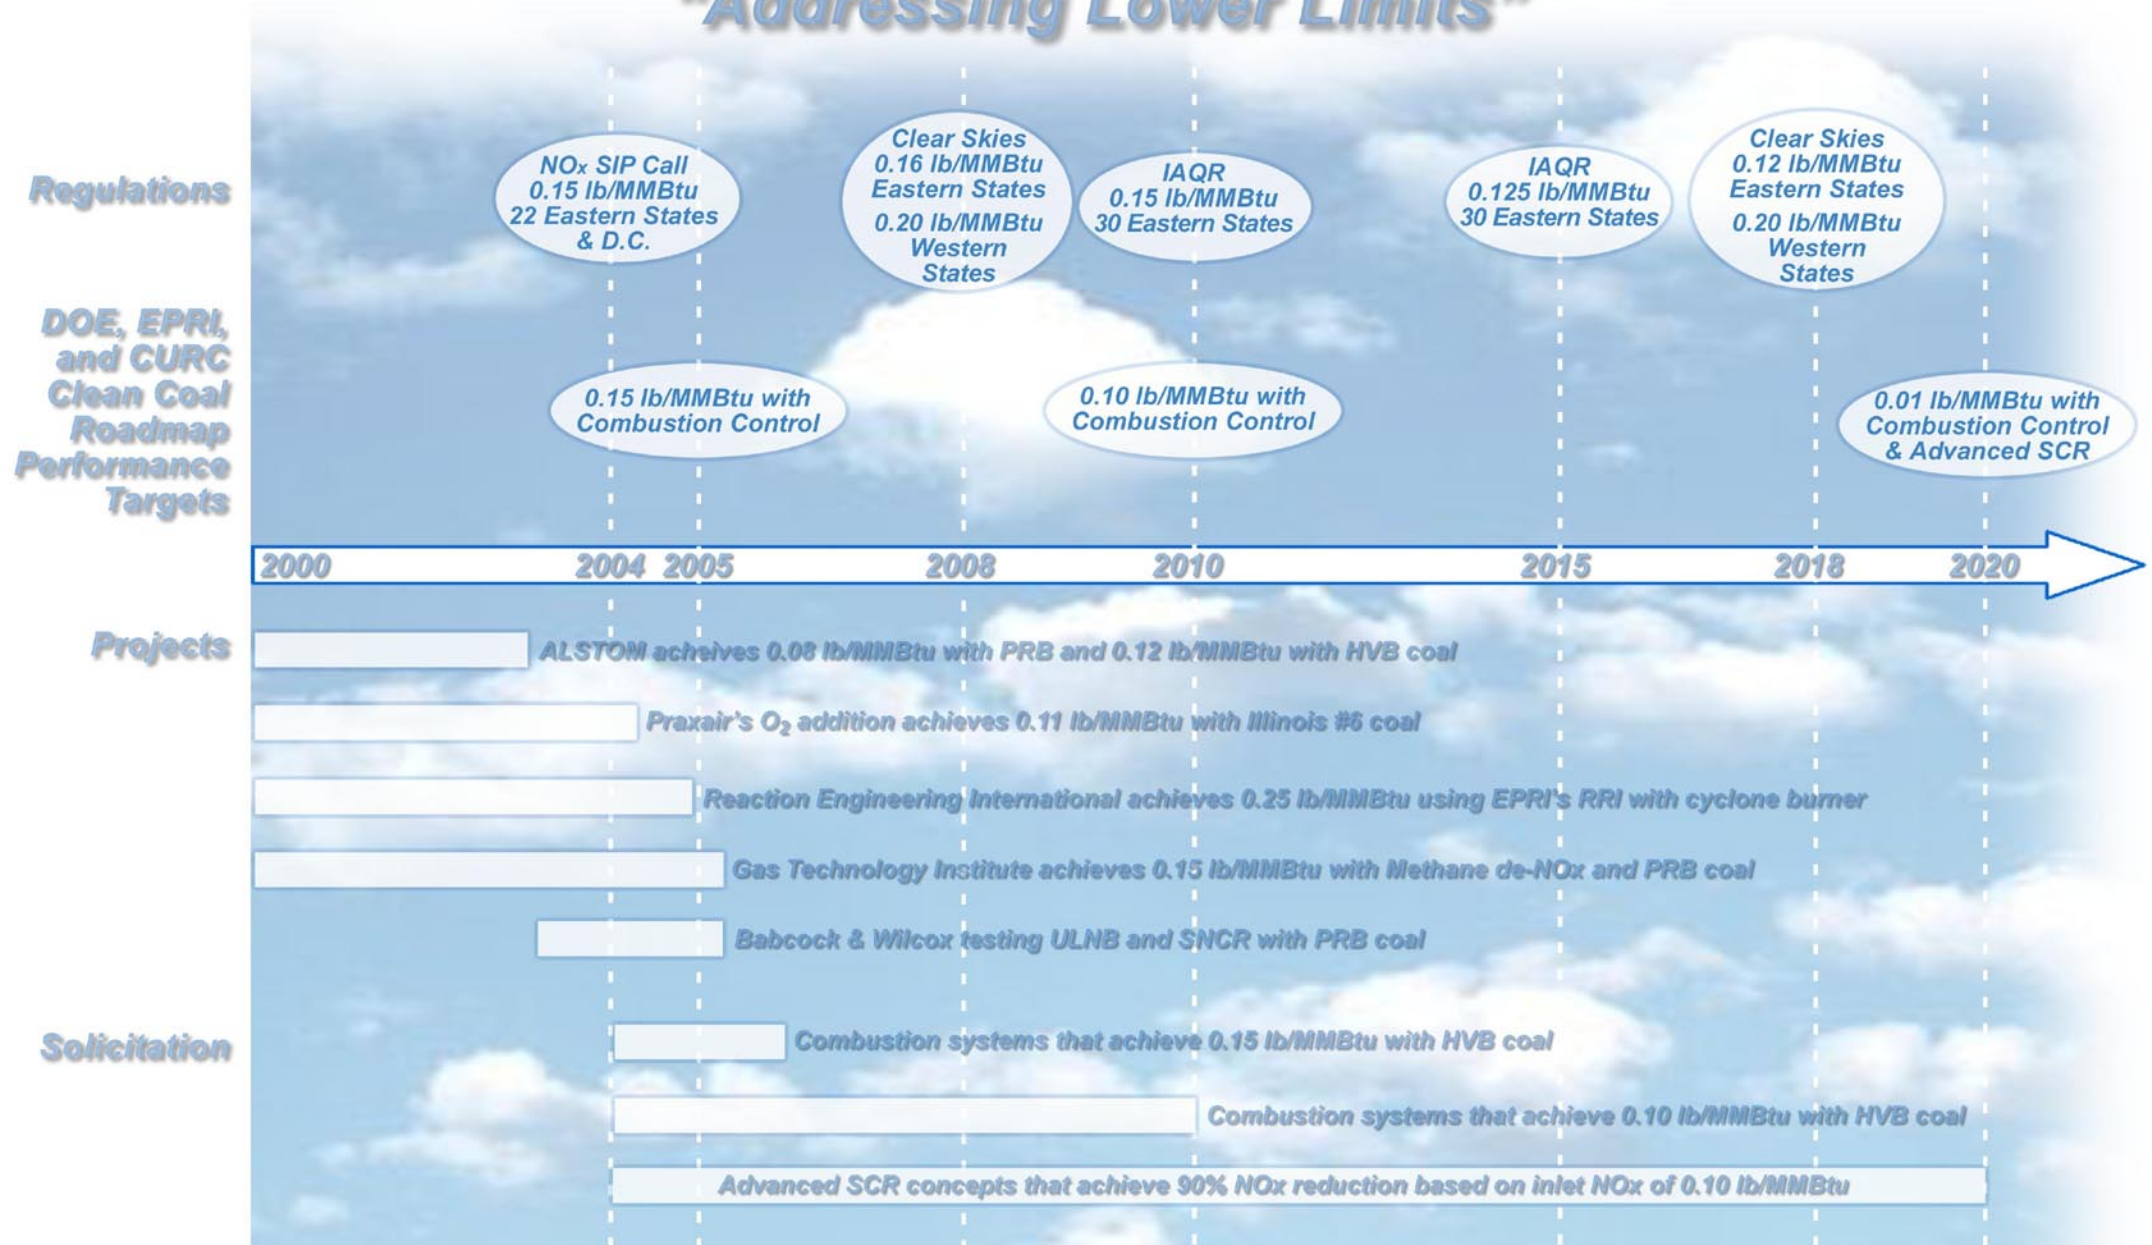 "Addressing Lower Limits"
Regulations
NOx SIP Call
0.15 lb/MMBtu
22 Eastern States
& D.C.
Clear Skies
0.16 lb/MMBtu
Eastern States
0.20 lb/MMBtu
Western
States
IAQR
0.15 lb/MMBtu
30 Eastern States
IAQR
0.125 lb/MMBtu
30 Eastern States
Clear Skies
0.12 lb/MMBtu
Eastern States
0.20 lb/MMBtu
Western
States
DOE, EPRI,
and CURC
Clean Coal
Roadmap
Performance
Targets
0.15 lb/MMBtu with
Combustion Control
0.10 lb/MMBtu with
Combustion Control
0.01 lb/MMBtu with
Combustion Control
& Advanced SCR
2000 2004 2005 2008 2010 2015 2018 2020
Projects
ALSTOM acheives 0.08 lb/MMBtu with PRB and 0.12 lb/MMBtu with HVB coal
Praxair's O₂ addition achieves 0.11 lb/MMBtu with Illinois #6 coal
Reaction Engineering International achieves 0.25 lb/MMBtu using EPRI's RRI with cyclone burner
Gas Technology Institute achieves 0.15 lb/MMBtu with Methane de-NOx and PRB coal
Babcock & Wilcox testing ULNB and SNCR with PRB coal
Solicitation
Combustion systems that achieve 0.15 lb/MMBtu with HVB coal
Combustion systems that achieve 0.10 lb/MMBtu with HVB coal
Advanced SCR concepts that achieve 90% NOx reduction based on inlet NOx of 0.10 lb/MMBtu